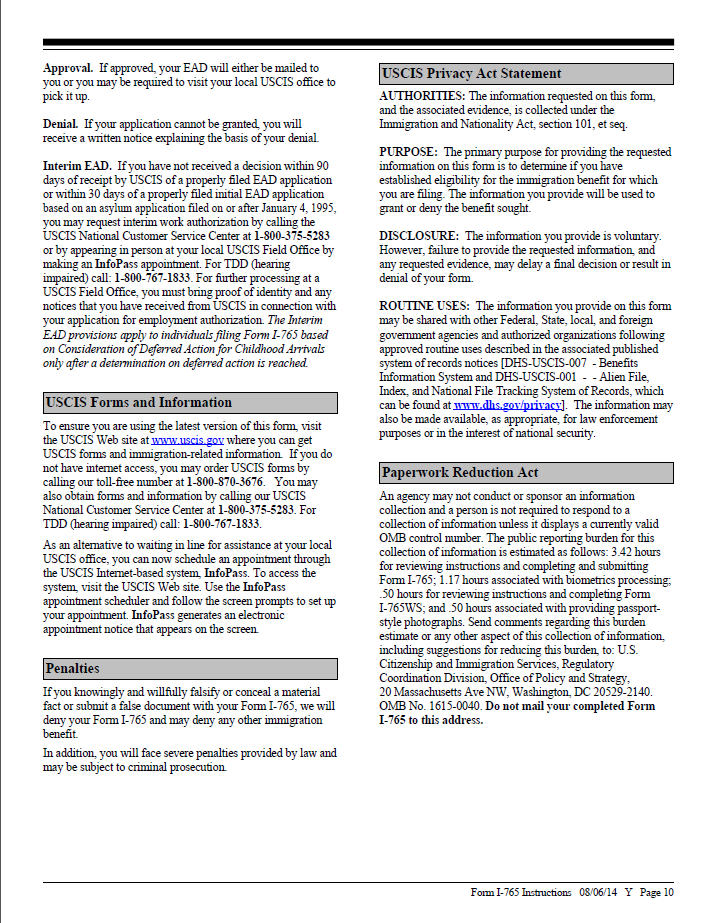 Approval. If approved, your EAD will either be mailed to
you or you may be required to visit your local USCIS office to
pick it up.
Denial. If your application cannot be granted, you will
receive a written notice explaining the basis of your denial.
Interim EAD. If you have not received a decision within 90
days of receipt by USCIS of a properly filed EAD application
or within 30 days of a properly filed initial EAD application
based on an asylum application filed on or after January 4, 1995,
you may request interim work authorization by calling the
USCIS National Customer Service Center at 1-800-375-5283
or by appearing in person at your local USCIS Field Office by
making an InfoPass appointment. For TDD (hearing
impaired) call: 1-800-767-1833. For further processing at a
USCIS Field Office, you must bring proof of identity and any
notices that you have received from USCIS in connection with
your application for employment authorization. The Interim
EAD provisions apply to individuals filing Form I-765 based
on Consideration of Deferred Action for Childhood Arrivals
only after a determination on deferred action is reached.
USCIS Forms and Information
To ensure you are using the latest version of this form, visit
the USCIS Web site at www.uscis.gov where you can get
USCIS forms and immigration-related information. If you do
not have internet access, you may order USCIS forms by
calling our toll-free number at 1-800-870-3676. You may
also obtain forms and information by calling our USCIS
National Customer Service Center at 1-800-375-5283. For
TDD (hearing impaired) call: 1-800-767-1833.
As an alternative to waiting in line for assistance at your local
USCIS office, you can now schedule an appointment through
the USCIS Internet-based system, InfoPass. To access the
system, visit the USCIS Web site. Use the InfoPass
appointment scheduler and follow the screen prompts to set up
your appointment. InfoPass generates an electronic
appointment notice that appears on the screen.
Penalties
If you knowingly and willfully falsify or conceal a material
fact or submit a false document with your Form I-765, we will
deny your Form I-765 and may deny any other immigration
benefit.
In addition, you will face severe penalties provided by law and
may be subject to criminal prosecution.
USCIS Privacy Act Statement
AUTHORITIES: The information requested on this form,
and the associated evidence, is collected under the
Immigration and Nationality Act, section 101, et seq.
PURPOSE: The primary purpose for providing the requested
information on this form is to determine if you have
established eligibility for the immigration benefit for which
you are filing. The information you provide will be used to
grant or deny the benefit sought.
DISCLOSURE: The information you provide is voluntary.
However, failure to provide the requested information, and
any requested evidence, may delay a final decision or result in
denial of your form.
ROUTINE USES: The information you provide on this form
may be shared with other Federal, State, local, and foreign
government agencies and authorized organizations following
approved routine uses described in the associated published
system of records notices [DHS-USCIS-007 - Benefits
Information System and DHS-USCIS-001 - - Alien File,
Index, and National File Tracking System of Records, which
can be found at www.dhs.gov/privacy]. The information may
also be made available, as appropriate, for law enforcement
purposes or in the interest of national security.
Paperwork Reduction Act
An agency may not conduct or sponsor an information
collection and a person is not required to respond to a
collection of information unless it displays a currently valid
OMB control number. The public reporting burden for this
collection of information is estimated as follows: 3.42 hours
for reviewing instructions and completing and submitting
Form I-765; 1.17 hours associated with biometrics processing;
.50 hours for reviewing instructions and completing Form
I-765WS; and .50 hours associated with providing passport-
style photographs. Send comments regarding this burden
estimate or any other aspect of this collection of information,
including suggestions for reducing this burden, to: U.S.
Citizenship and Immigration Services, Regulatory
Coordination Division, Office of Policy and Strategy,
20 Massachusetts Ave NW, Washington, DC 20529-2140.
OMB No. 1615-0040. Do not mail your completed Form
I-765 to this address.
Form I-765 Instructions 08/06/14 Y Page 10